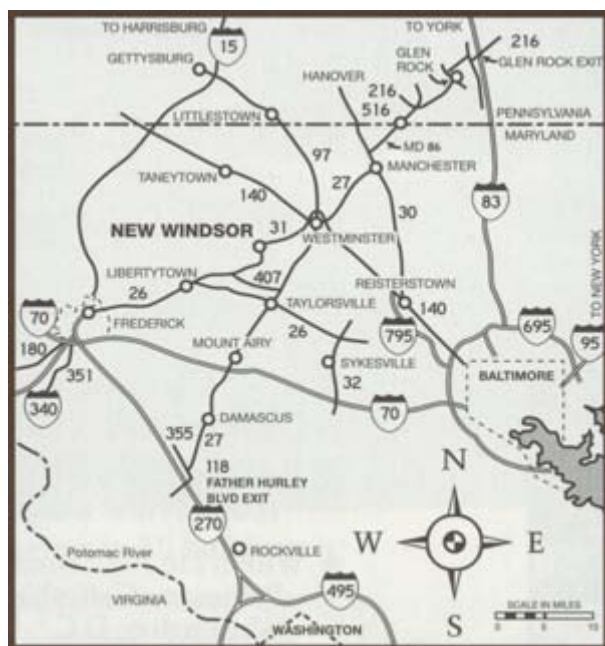 TO HARRISBURG
TO YORK
15
GETTYSBURG
GLEN
ROCK
216
GLEN ROCK EXIT
HANOVER
216
LITTLESTOWN
516
PENNSYLVANIA
MARYLAND
MD 86
97
TANEYTOWN
27
MANCHESTER
140
30
83
NEW WINDSOR
31
WESTMINSTER
TO NEW YORK
LIBERTYTOWN
407
REISTERSTOWN
26
TAYLORSVILLE
140
70
FREDERICK
26
795
695
95
180
MOUNT AIRY
SYKESVILLE
BALTIMORE
351
32
340
70
DAMASCUS
355
27
118
FATHER HURLEY
BLVD EXIT
N
270
W
E
Potomac River
ROCKVILLE
VIRGINIA
495
S
SCALE IN MILES
0
5
10
WASHINGTON